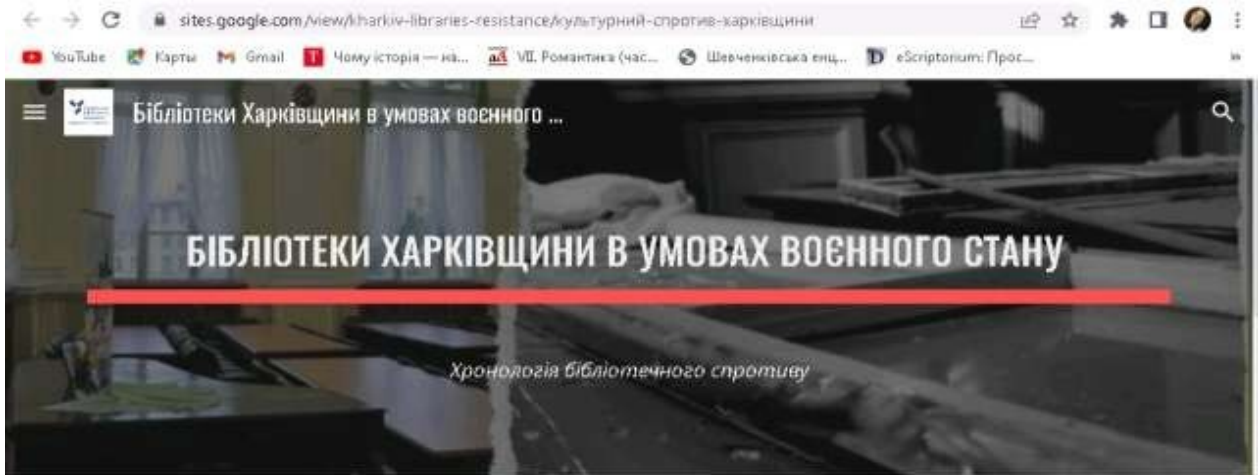 sites.google.com/view/kharkiv-libraries-resistance/культурний-спротив-харківщини
YouTube Карты Gmail Чому історія — на... VII. Романтика (час... Шевченківська енц... eScriptorium: Прос...
Бібліотеки Харківщини в умовах воєнного ...
БІБЛІОТЕКИ ХАРКІВЩИНИ В УМОВАХ ВОЄННОГО СТАНУ
Хронологія бібліотечного спротиву